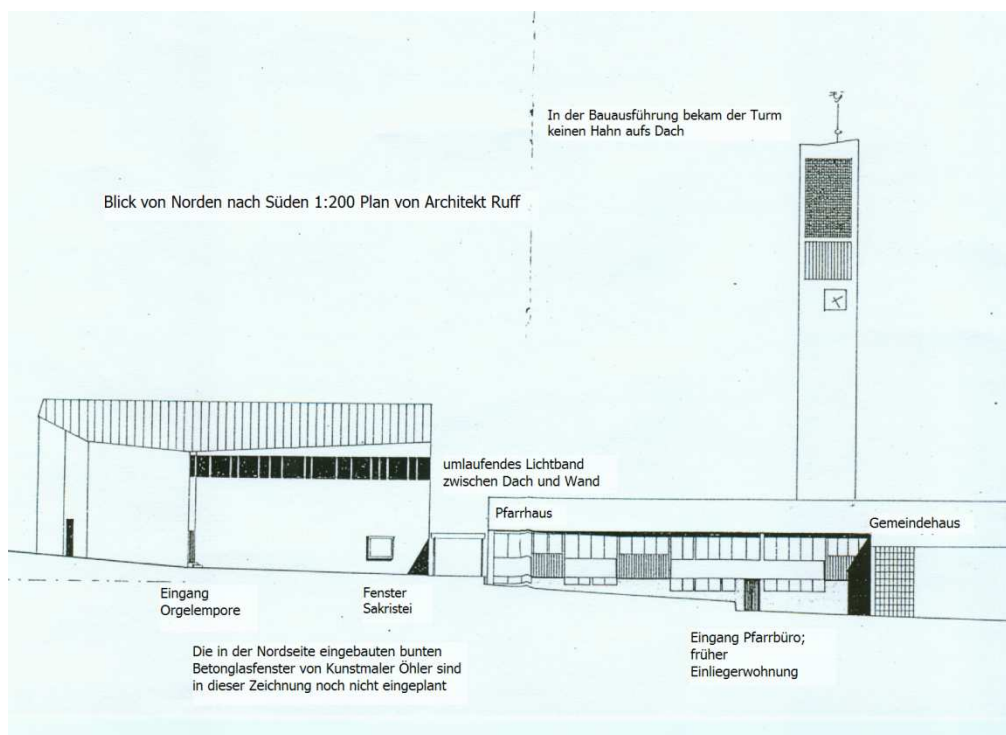 In der Bauausführung bekam der Turm
keinen Hahn aufs Dach
Blick von Norden nach Süden 1:200 Plan von Architekt Ruff
umlaufendes Lichtband
zwischen Dach und Wand
Pfarrhaus
Gemeindehaus
Eingang
Orgelempore
Fenster
Sakristei
Eingang Pfarrbüro;
früher
Einliegerwohnung
Die in der Nordseite eingebauten bunten
Betonglasfenster von Kunstmaler Öhler sind
in dieser Zeichnung noch nicht eingeplant